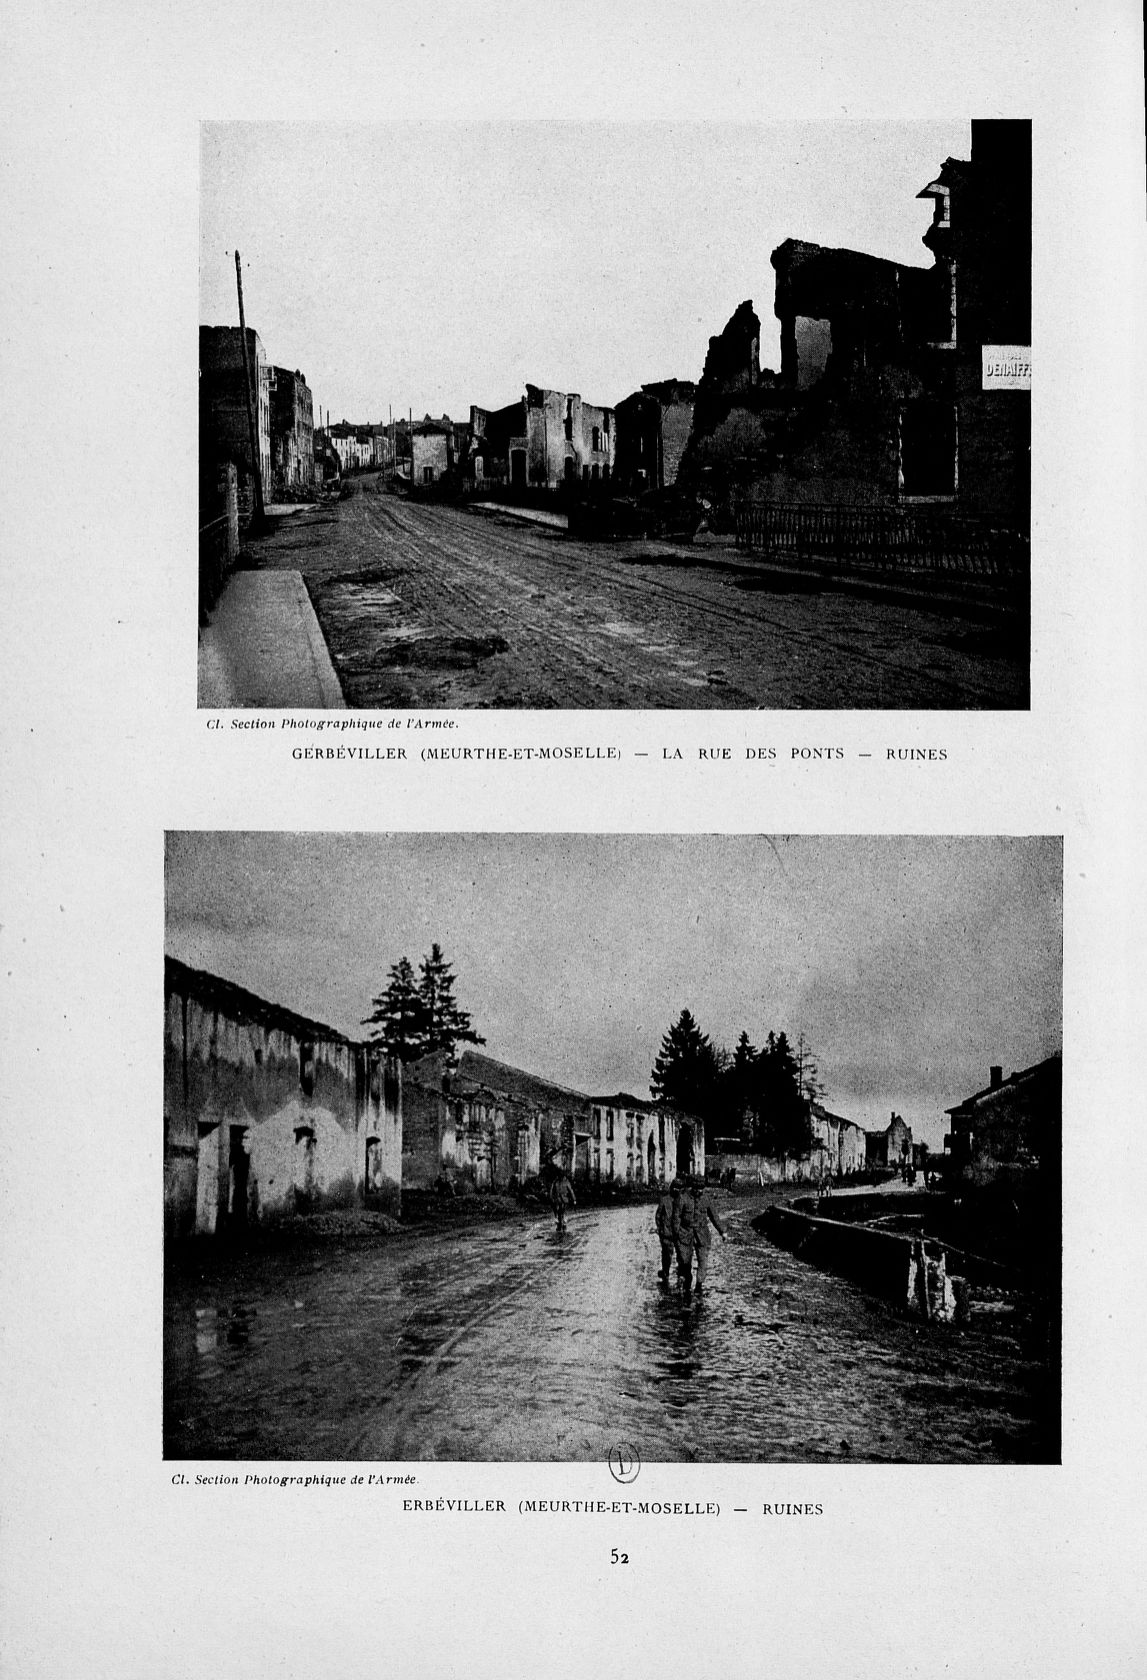 DENAIFFE
Cl. Section Photographique de l'Armée.
GERBÉVILLER (MEURTHE-ET-MOSELLE) — LA RUE DES PONTS — RUINES
D
Cl. Section Photographique de l'Armée.
ERBÉVILLER (MEURTHE-ET-MOSELLE) — RUINES
52